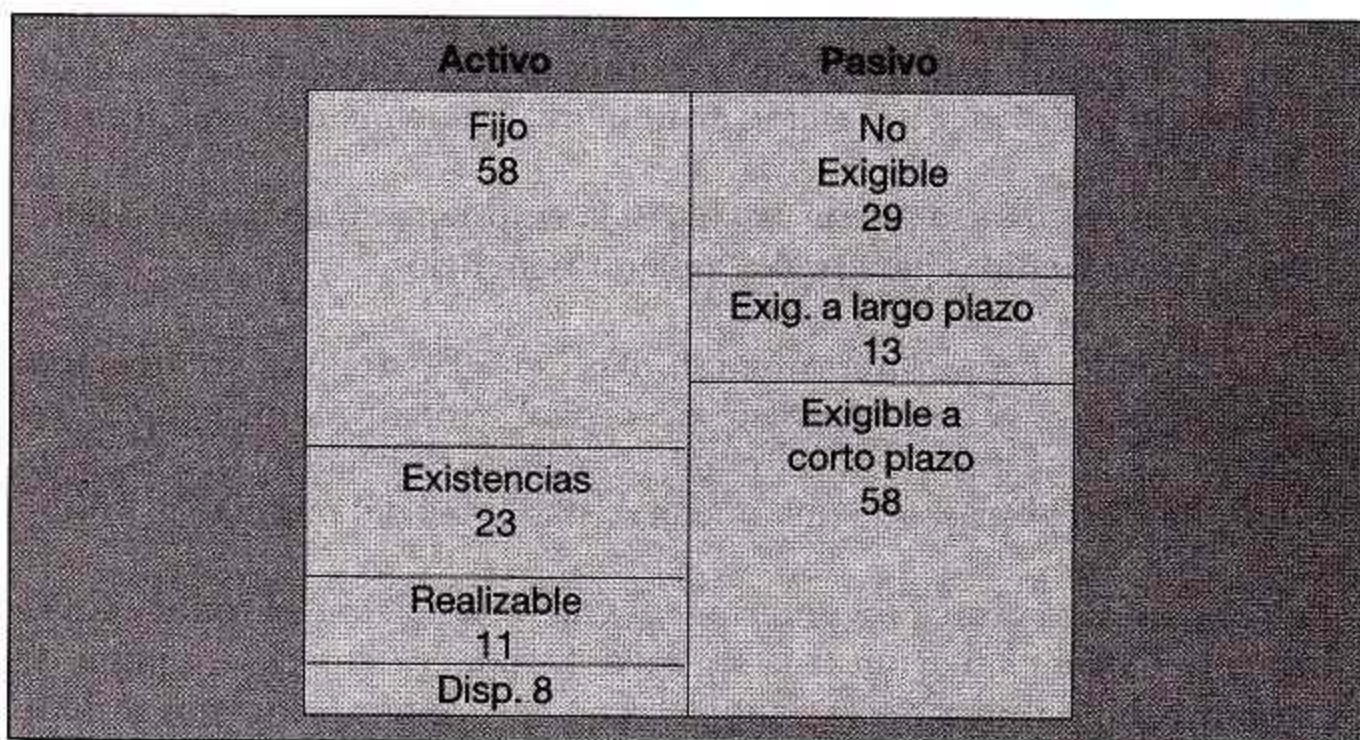 Activo
Pasivo
Fijo
58
Existencias
23
Realizable
11
Disp. 8
No
Exigible
29
Exig. a largo plazo
13
Exigible a
corto plazo
58